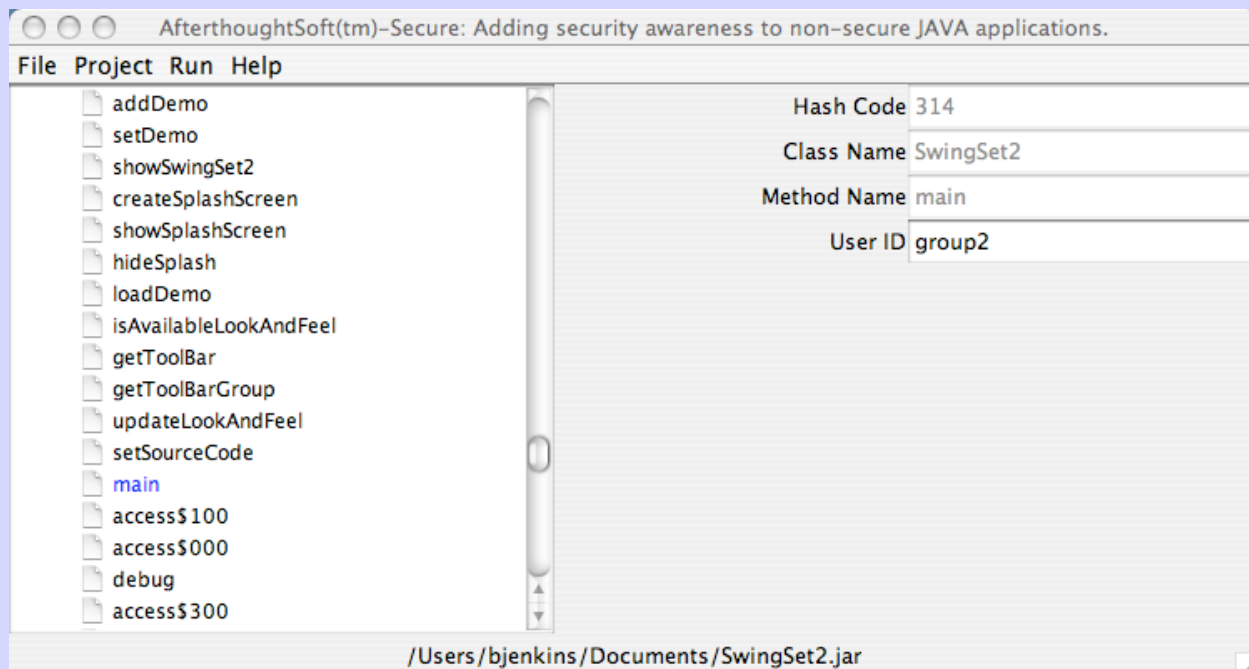 AfterthoughtSoft(tm)–Secure: Adding security awareness to non-secure JAVA applications.
File Project Run Help
addDemo
setDemo
showSwingSet2
createSplashScreen
showSplashScreen
hideSplash
loadDemo
isAvailableLookAndFeel
getToolBar
getToolBarGroup
updateLookAndFeel
setSourceCode
main
access$100
access$000
debug
access$300
Hash Code 314
Class Name SwingSet2
Method Name main
User ID group2
/Users/bjenkins/Documents/SwingSet2.jar